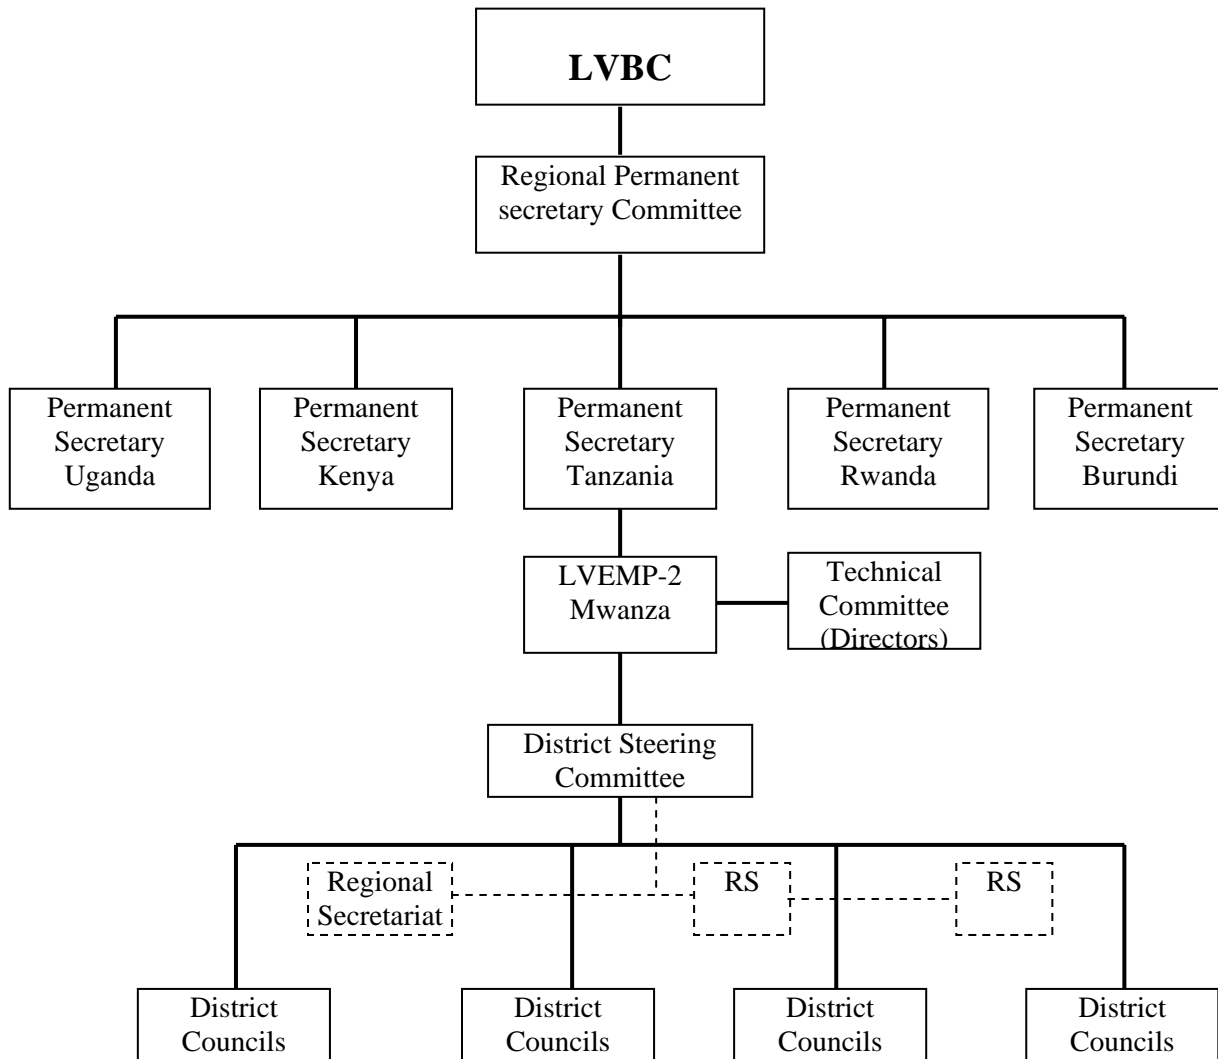 LVBC
Regional Permanent
secretary Committee
Permanent
Secretary
Uganda
Permanent
Secretary
Kenya
Permanent
Secretary
Tanzania
Permanent
Secretary
Rwanda
Permanent
Secretary
Burundi
LVEMP-2
Mwanza
Technical
Committee
(Directors)
District Steering
Committee
Regional
Secretariat
RS
RS
District
Councils
District
Councils
District
Councils
District
Councils